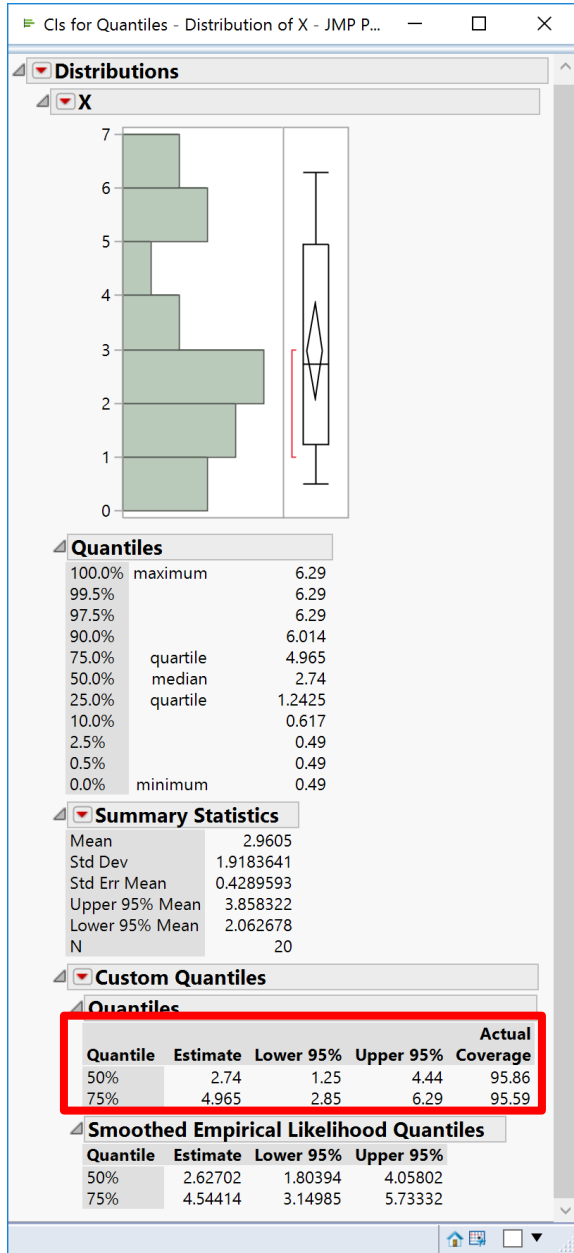 CIs for Quantiles - Distribution of X - JMP P...
Distributions
X
7
6
5
4
3
2
1
0
Quantiles
100.0% maximum 6.29
99.5% 6.29
97.5% 6.29
90.0% 6.014
75.0% quartile 4.965
50.0% median 2.74
25.0% quartile 1.2425
10.0% 0.617
2.5% 0.49
0.5% 0.49
0.0% minimum 0.49
Summary Statistics
Mean 2.9605
Std Dev 1.9183641
Std Err Mean 0.4289593
Upper 95% Mean 3.858322
Lower 95% Mean 2.062678
N 20
Custom Quantiles
Quantiles
Actual
Quantile Estimate Lower 95% Upper 95% Coverage
50% 2.74 1.25 4.44 95.86
75% 4.965 2.85 6.29 95.59
Smoothed Empirical Likelihood Quantiles
Quantile Estimate Lower 95% Upper 95%
50% 2.62702 1.80394 4.05802
75% 4.54414 3.14985 5.73332